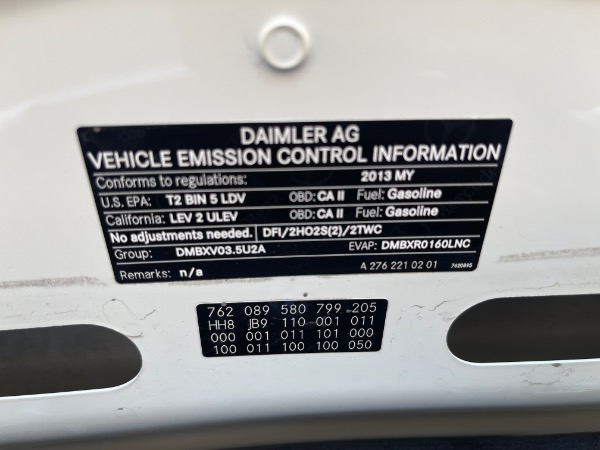 DAIMLER AG
VEHICLE EMISSION CONTROL INFORMATION
Conforms to regulations: 2013 MY
U.S. EPA: T2 BIN 5 LDV OBD: CA II Fuel: Gasoline
California: LEV 2 ULEV OBD: CA II Fuel: Gasoline
No adjustments needed. DFI/2HO2S(2)/2TWC
Group: DMBXV03.5U2A EVAP: DMBXR0160LNC
Remarks: n/a A 276 221 02 01
762 089 580 799 205
HH8 JB9 110 001 011
000 001 011 101 000
100 011 100 100 050